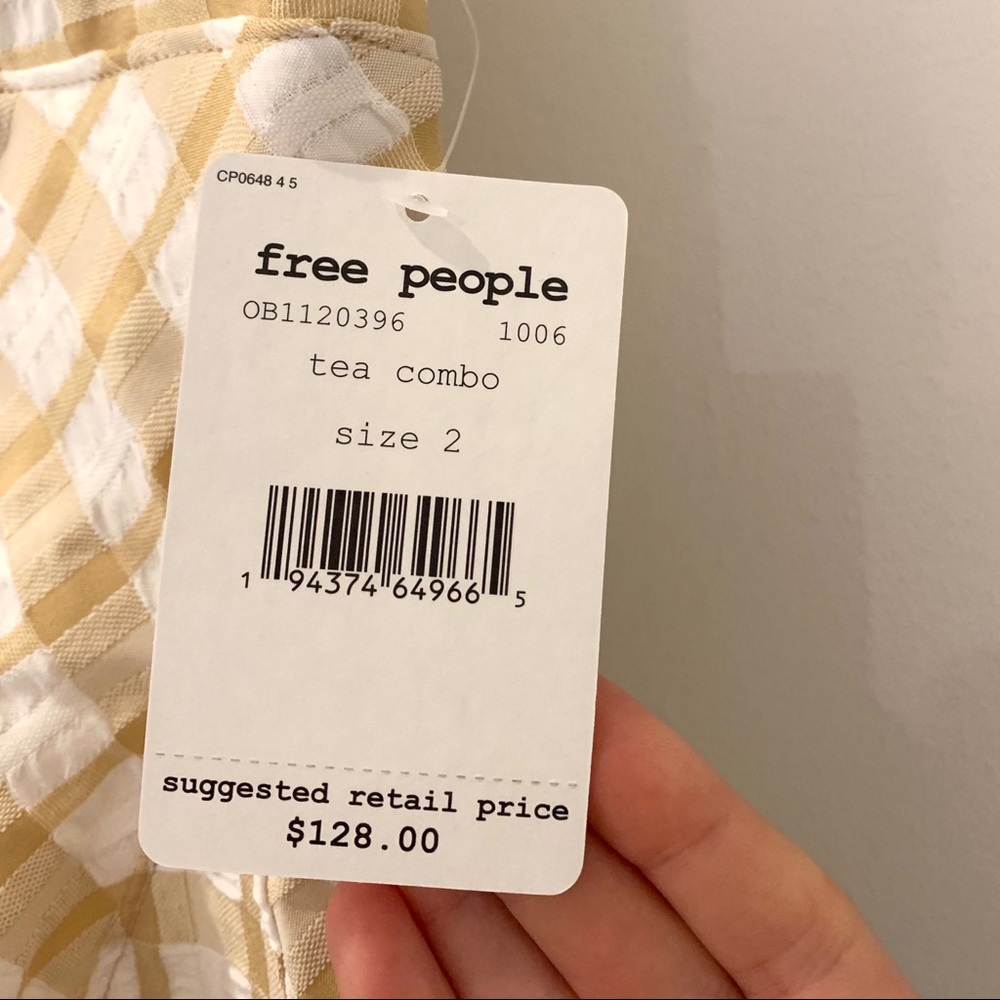 CP0648 4 5
free people
OB1120396 1006
tea combo
size 2
1 94374 64966 5
suggested retail price
$128.00